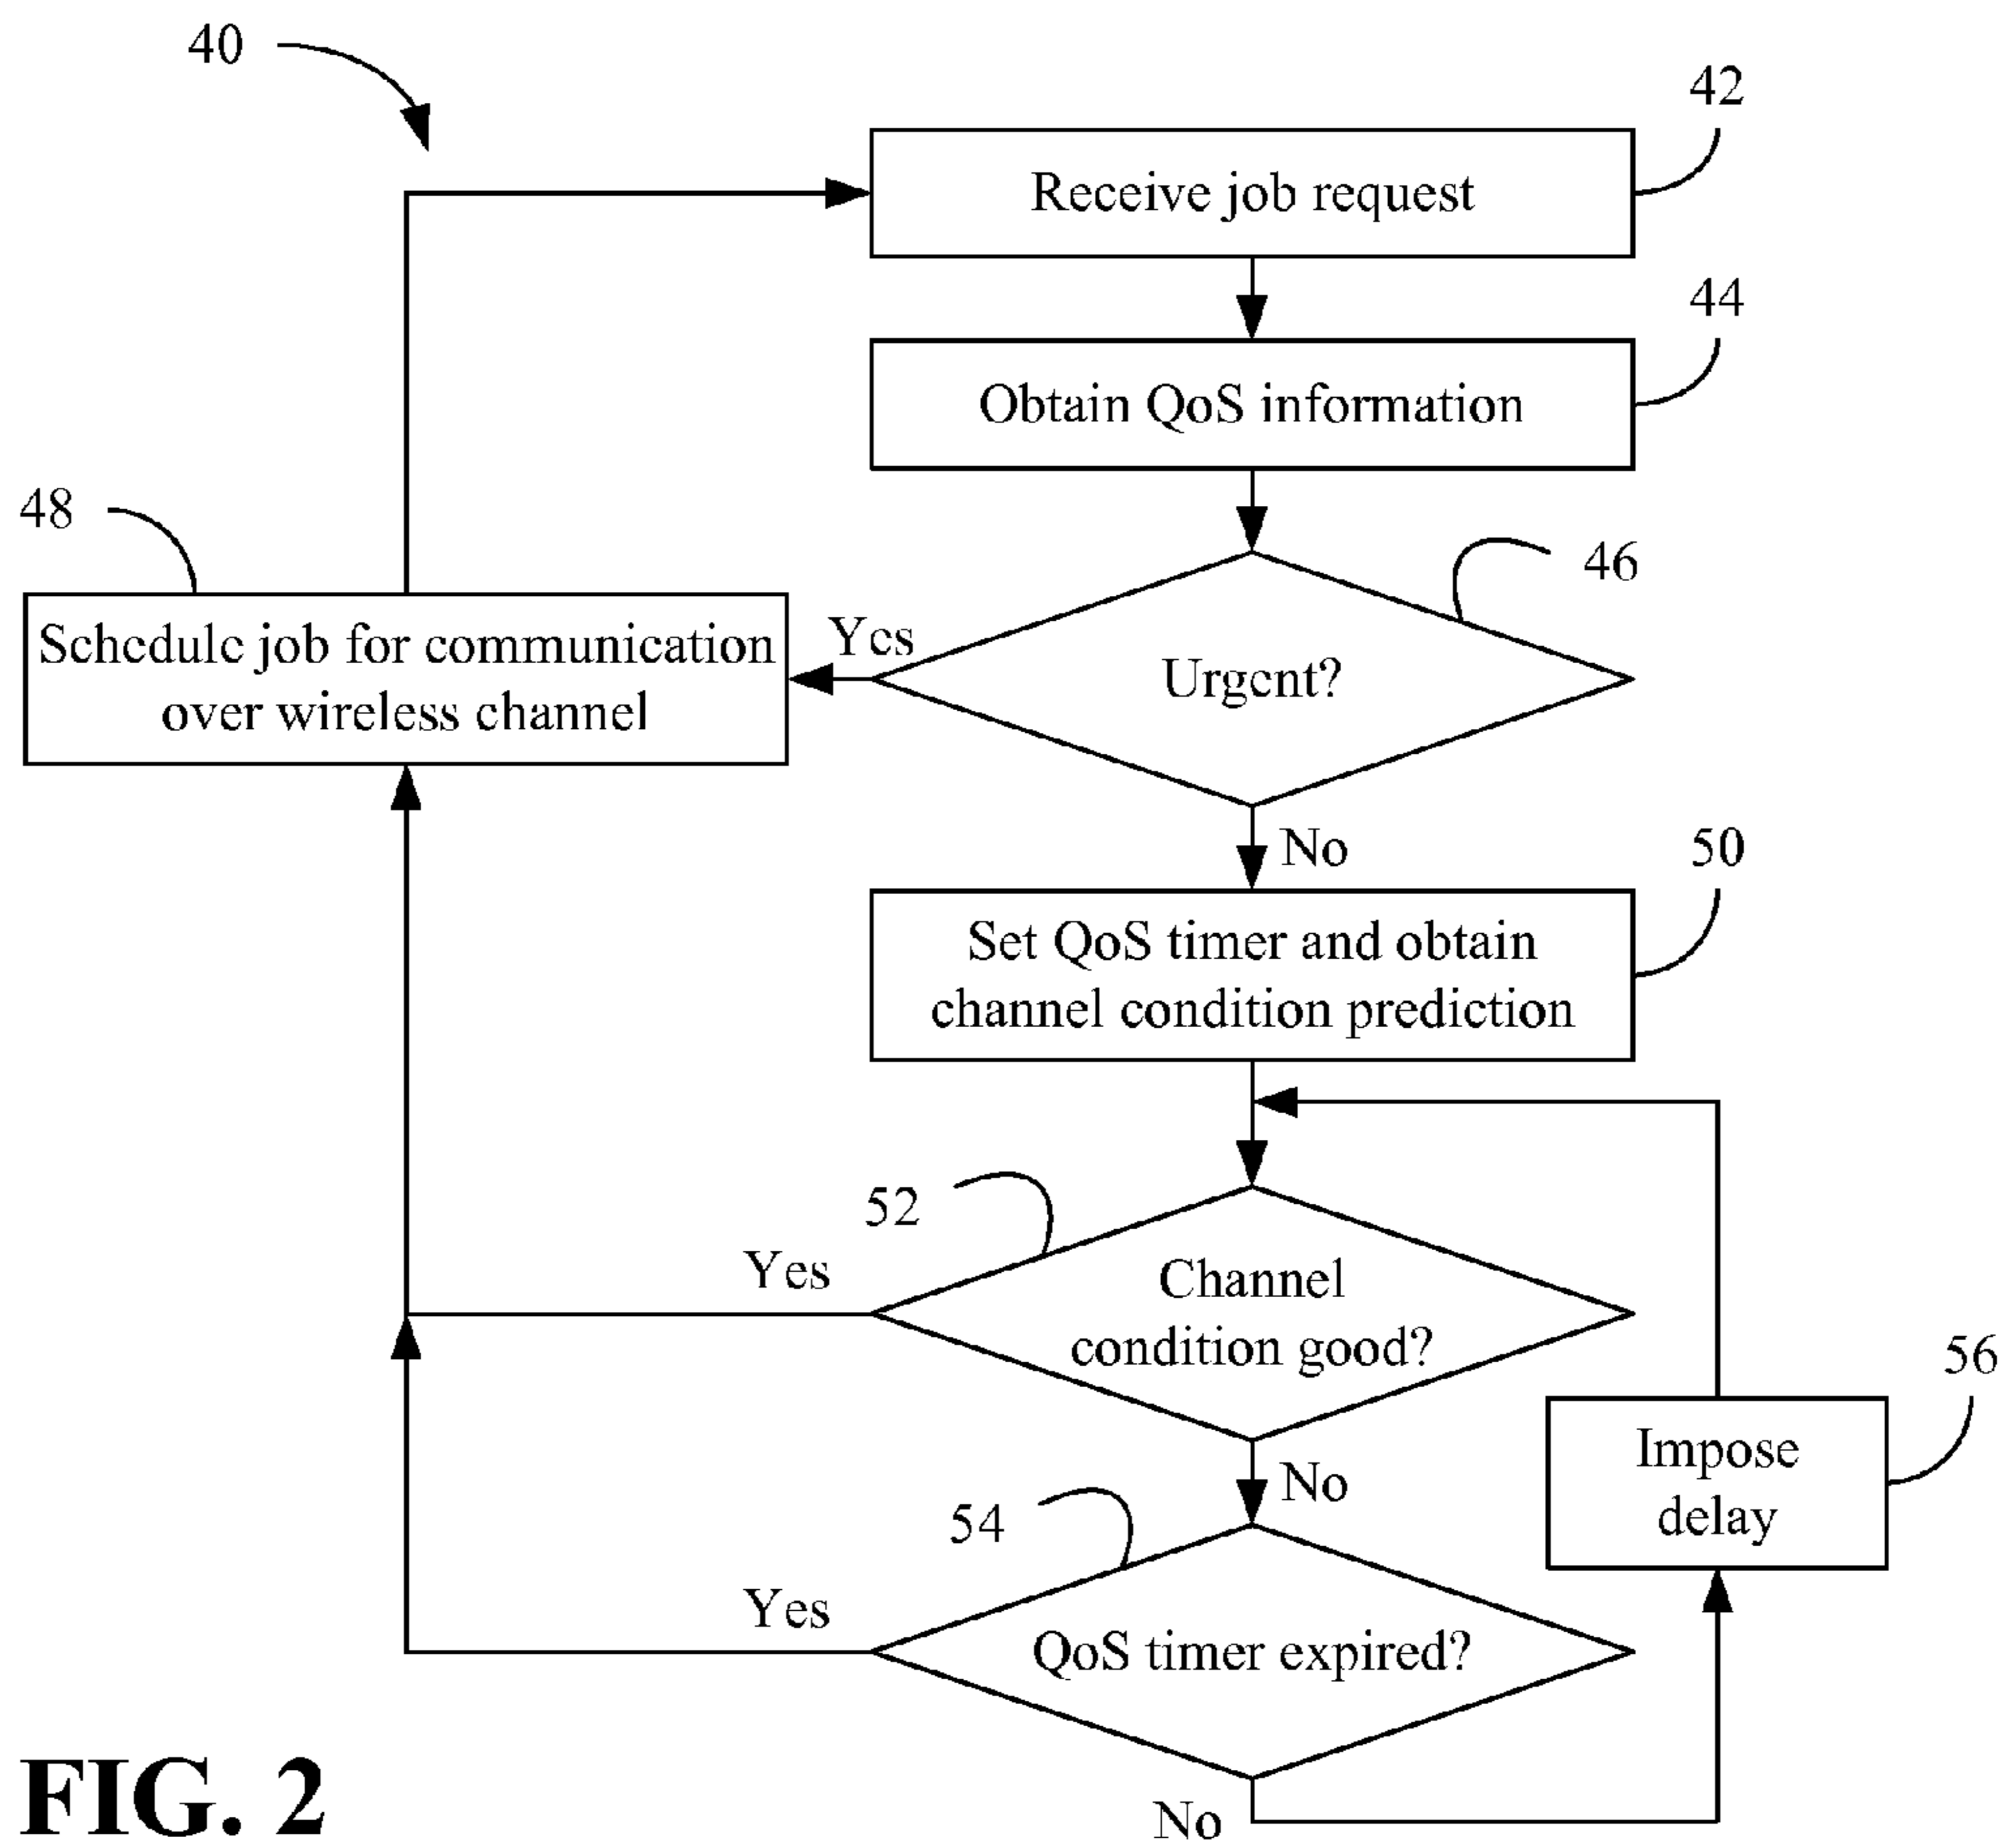 40
42
Receive job request
44
Obtain QoS information
48
46
Schedule job for communication
over wireless channel
Yes
Urgent?
No
50
Set QoS timer and obtain
channel condition prediction
52
Yes
Channel
condition good?
56
Impose
delay
No
54
Yes
QoS timer expired?
No
FIG. 2